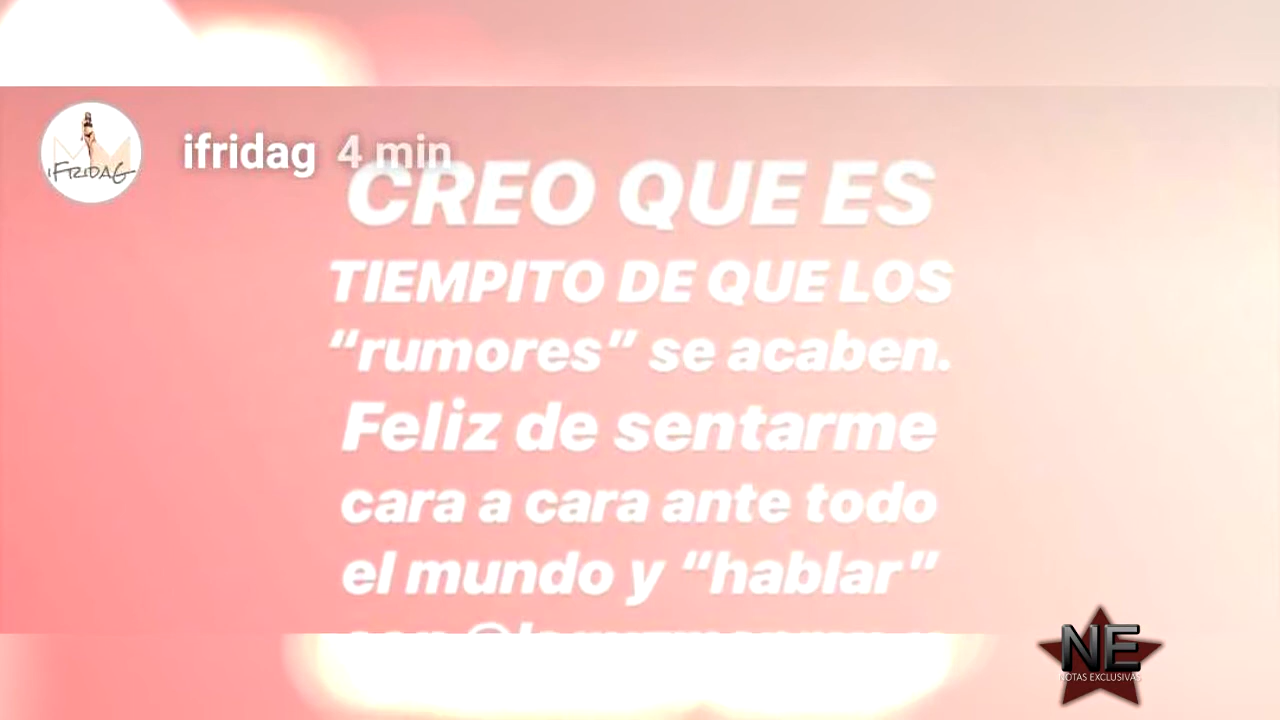 ifridag 4 min
iFRIDAG
CREO QUE ES
TIEMPITO DE QUE LOS
“rumores” se acaben.
Feliz de sentarme
cara a cara ante todo
el mundo y “hablar”
NE
NOTAS EXCLUSIVAS